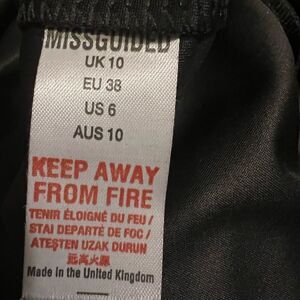 MISSGUIDED
UK 10
EU 38
US 6
AUS 10
KEEP AWAY
FROM FIRE
TENIR ÉLOIGNÉ DU FEU /
STAI DEPARTÉ DE FOC /
ATEŞTEN UZAK DURUN
远离火源
Made in the United Kingdom